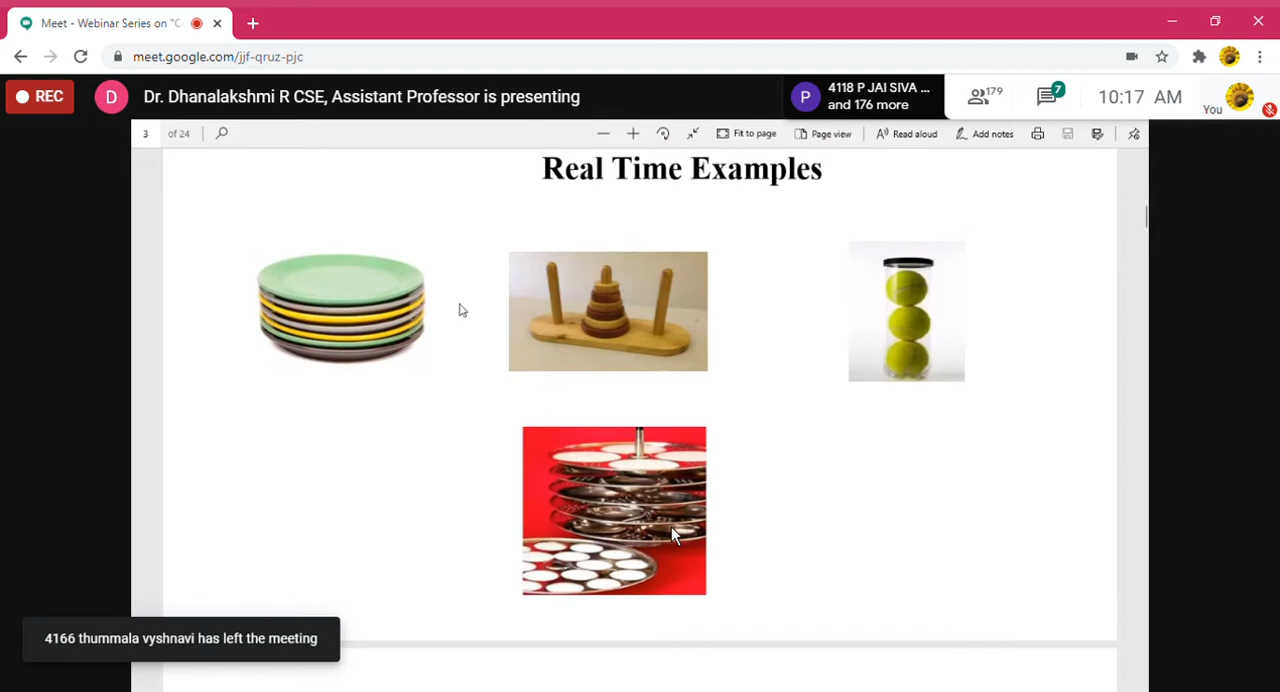 Meet - Webinar Series on "C
meet.google.com/jjf-qruz-pjc
REC
D
Dr. Dhanalakshmi R CSE, Assistant Professor is presenting
P
4118 P JAI SIVA ...
and 176 more
179
7
10:17 AM
You
3 of 24
Fit to page
Page view
Read aloud
Add notes
Real Time Examples
4166 thummala vyshnavi has left the meeting